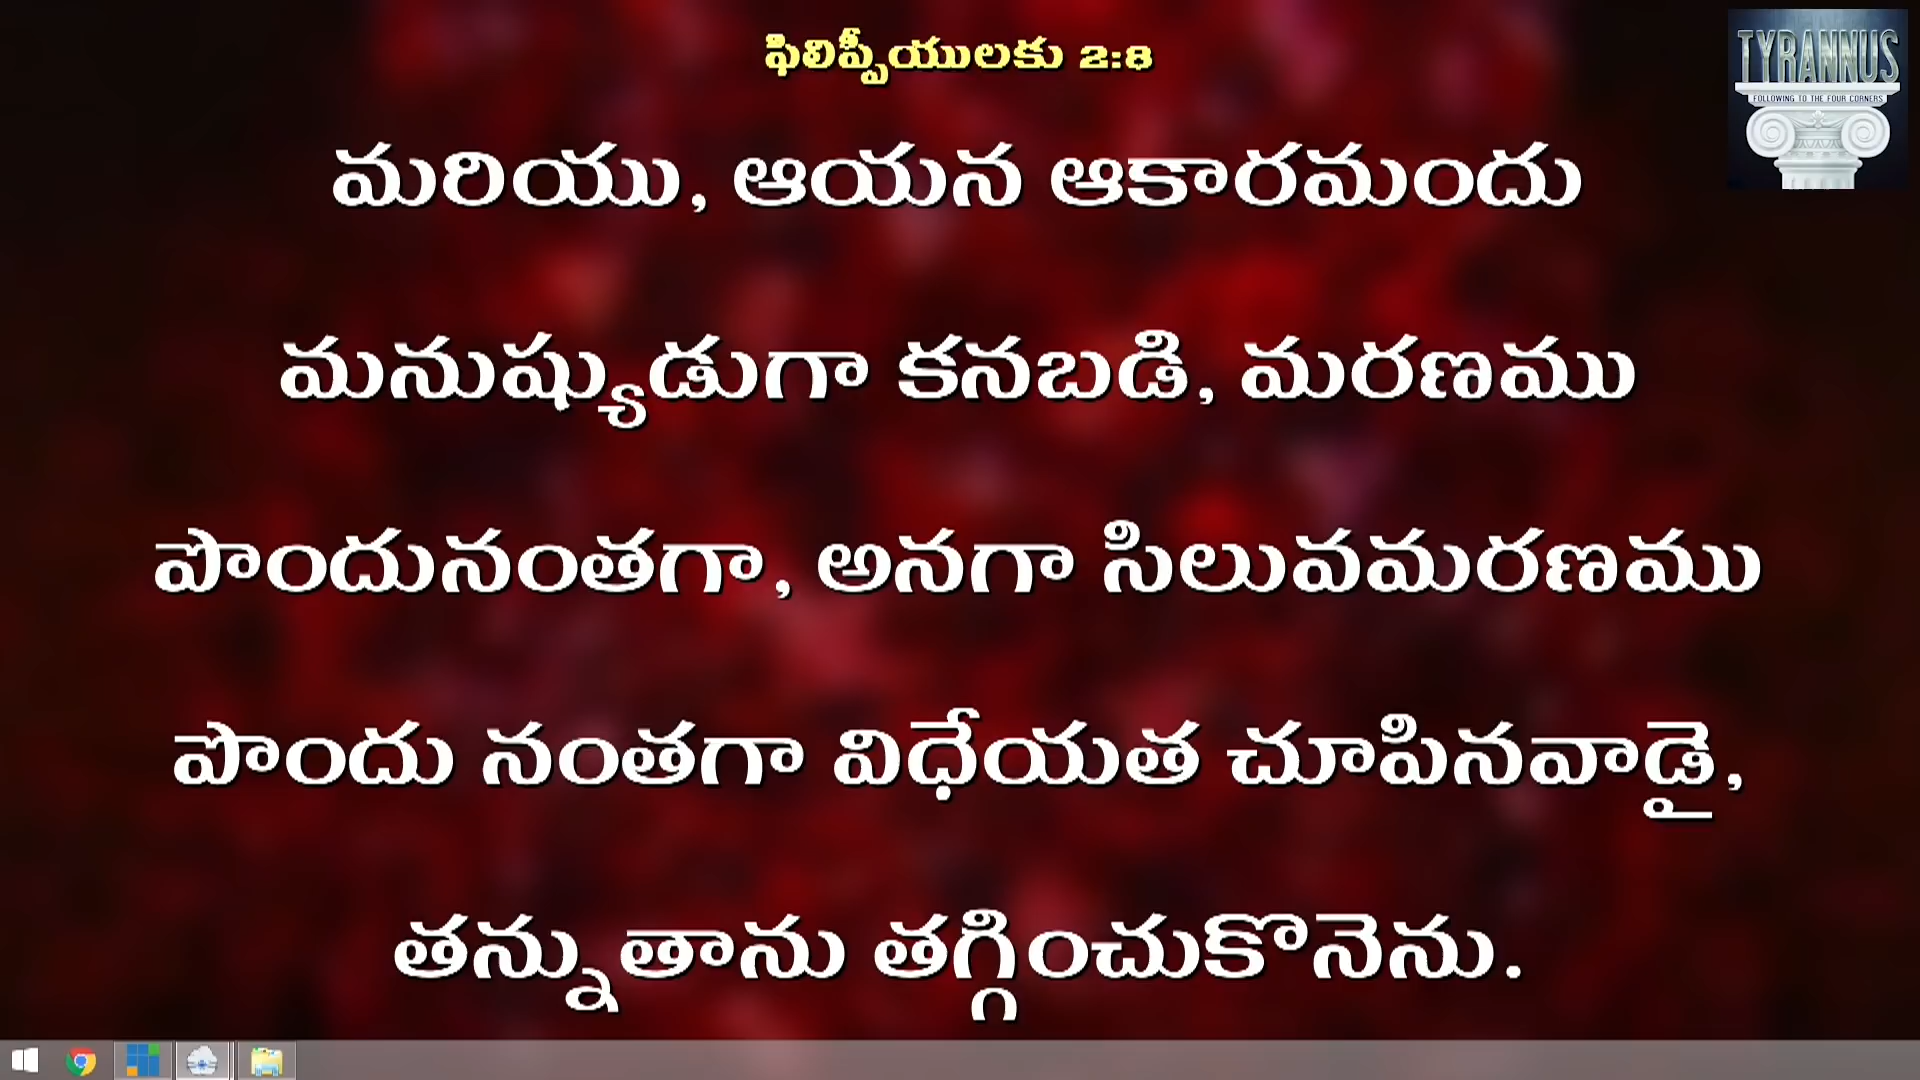 ఫిలిప్పీయులకు 2:8
TYRANNUS
FOLLOWING TO THE FOUR CORNERS
మరియు, ఆయన ఆకారమందు
మనుష్యుడుగా కనబడి, మరణము
పొందునంతగా, అనగా సిలువమరణము
పొందు నంతగా విధేయత చూపినవాడై,
తన్నుతాను తగ్గించుకొనెను.